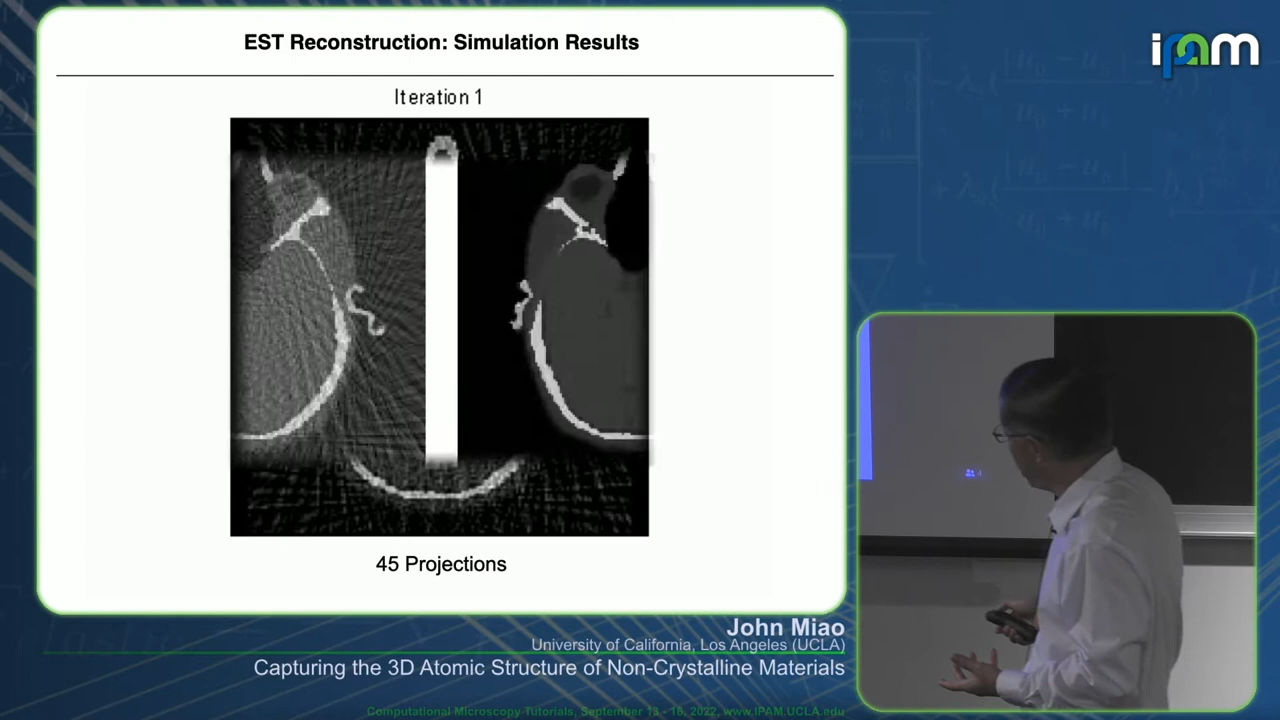 EST Reconstruction: Simulation Results
ipam
Iteration 1
45 Projections
John Miao
University of California, Los Angeles (UCLA)
Capturing the 3D Atomic Structure of Non-Crystalline Materials
Computational Microscopy Tutorials, September 13 - 16, 2022, www.IPAM.UCLA.edu